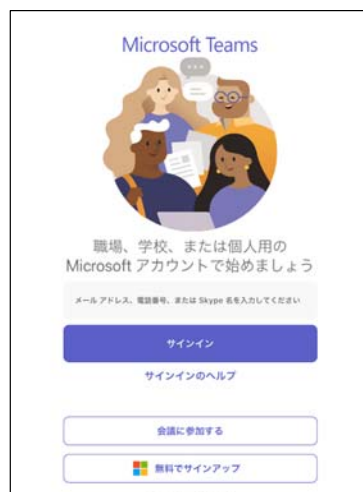 Microsoft Teams
職場、学校、または個人用の
Microsoft アカウントで始めましょう
メール アドレス、電話番号、または Skype 名を入力してください
サインイン
サインインのヘルプ
会議に参加する
無料でサインアップ